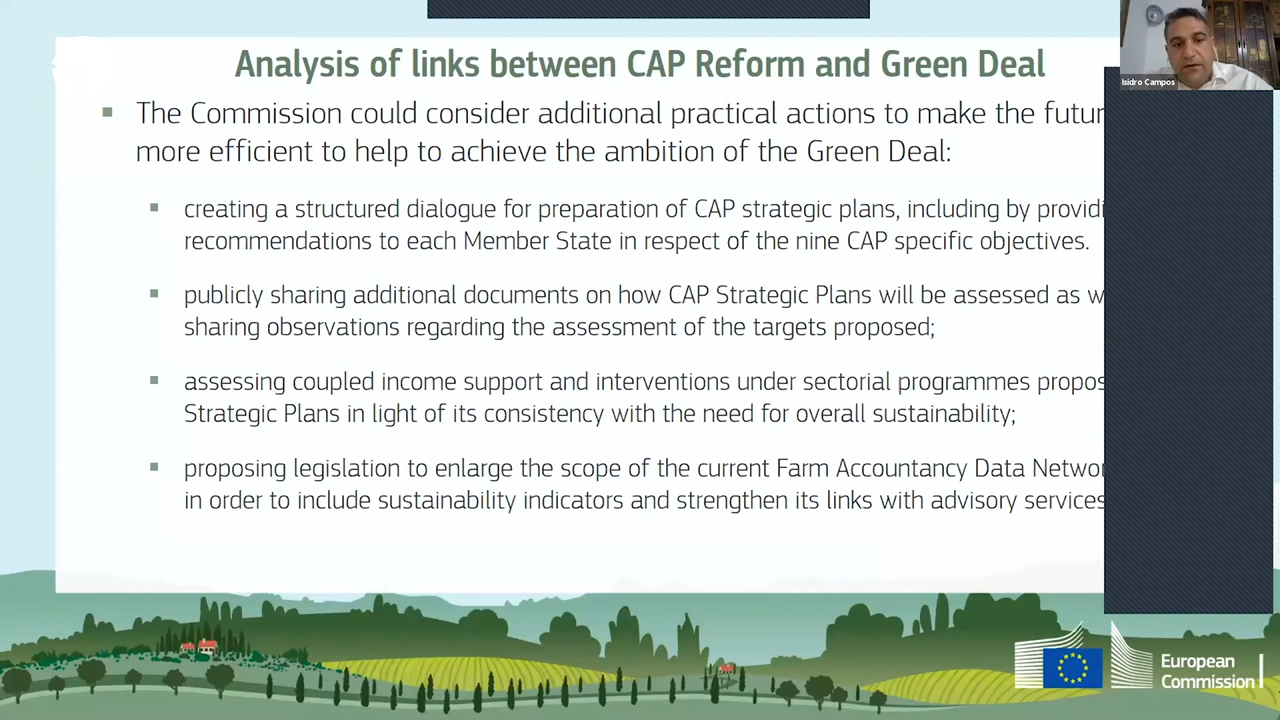 Analysis of links between CAP Reform and Green Deal
Isidro Campos
▪ The Commission could consider additional practical actions to make the
more efficient to help to achieve the ambition of the Green Deal:
▪ creating a structured dialogue for preparation of CAP strategic plans, including by
recommendations to each Member State in respect of the nine CAP specific objectives.
▪ publicly sharing additional documents on how CAP Strategic Plans will be assessed as
sharing observations regarding the assessment of the targets proposed;
▪ assessing coupled income support and interventions under sectorial programmes
Strategic Plans in light of its consistency with the need for overall sustainability;
▪ proposing legislation to enlarge the scope of the current Farm Accountancy Data
in order to include sustainability indicators and strengthen its links with advisory services
European
Commission